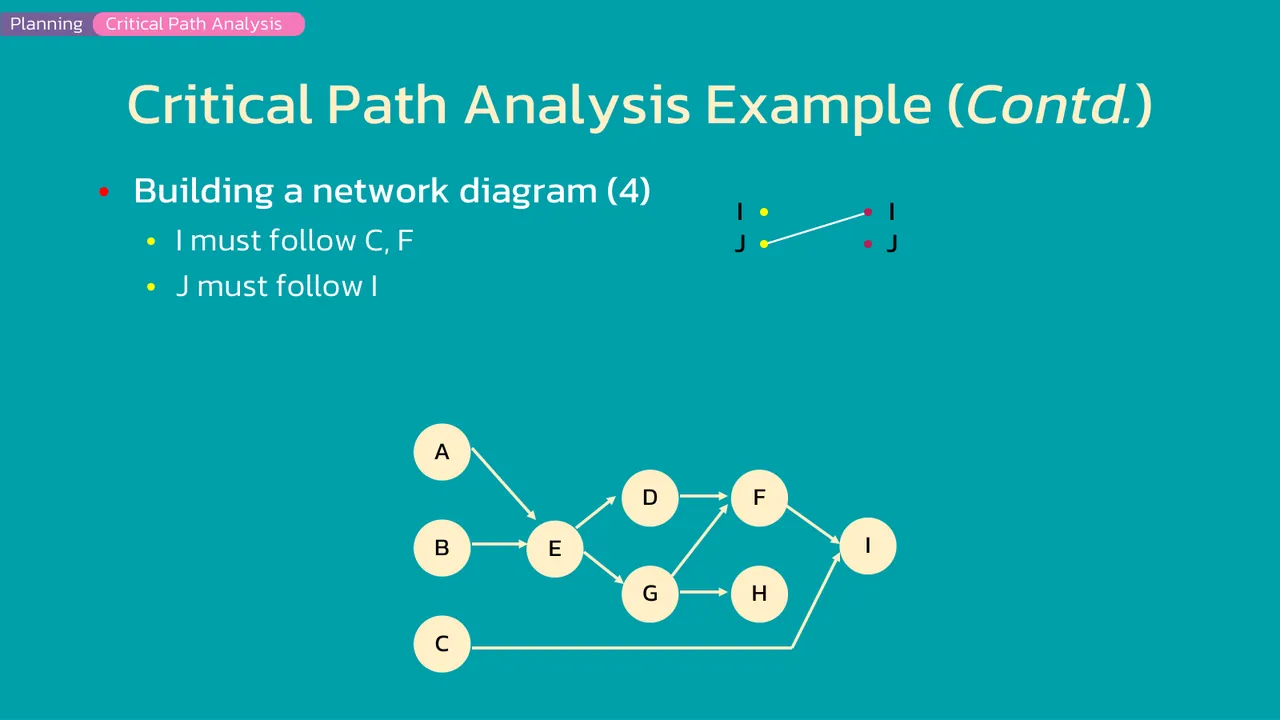 Planning Critical Path Analysis
Critical Path Analysis Example (Contd.)
• Building a network diagram (4)
• I must follow C, F
• J must follow I
I I
J J
A
D F
B E I
G H
C